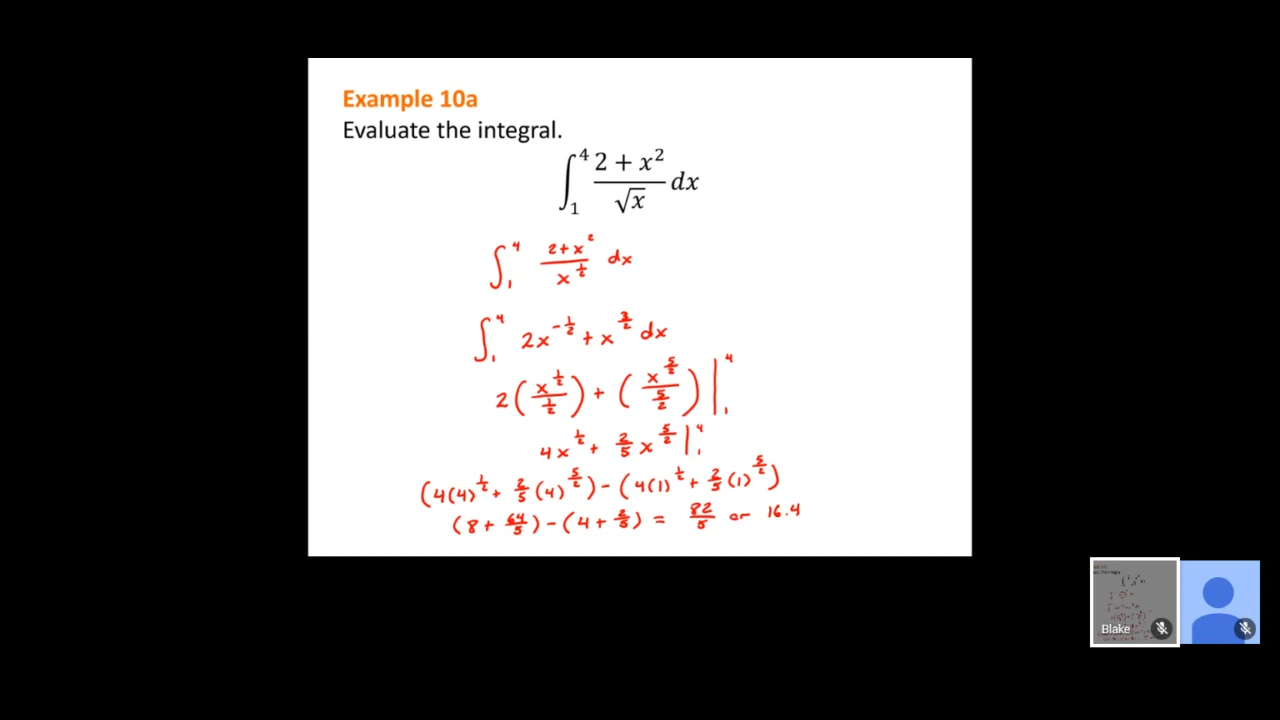 Example 10a
Evaluate the integral.
∫₁⁴ (2 + x²)/√x dx
∫₁⁴ (2+x²)/x^(1/2) dx
∫₁⁴ 2x^(-1/2) + x^(3/2) dx
2(x^(1/2)/(1/2)) + (x^(5/2)/(5/2)) |₁⁴
4x^(1/2) + 2/5 x^(5/2) |₁⁴
(4(4)^(1/2) + 2/5 (4)^(5/2)) - (4(1)^(1/2) + 2/5 (1)^(5/2))
(8 + 64/5) - (4 + 2/5) = 82/5 or 16.4
Blake